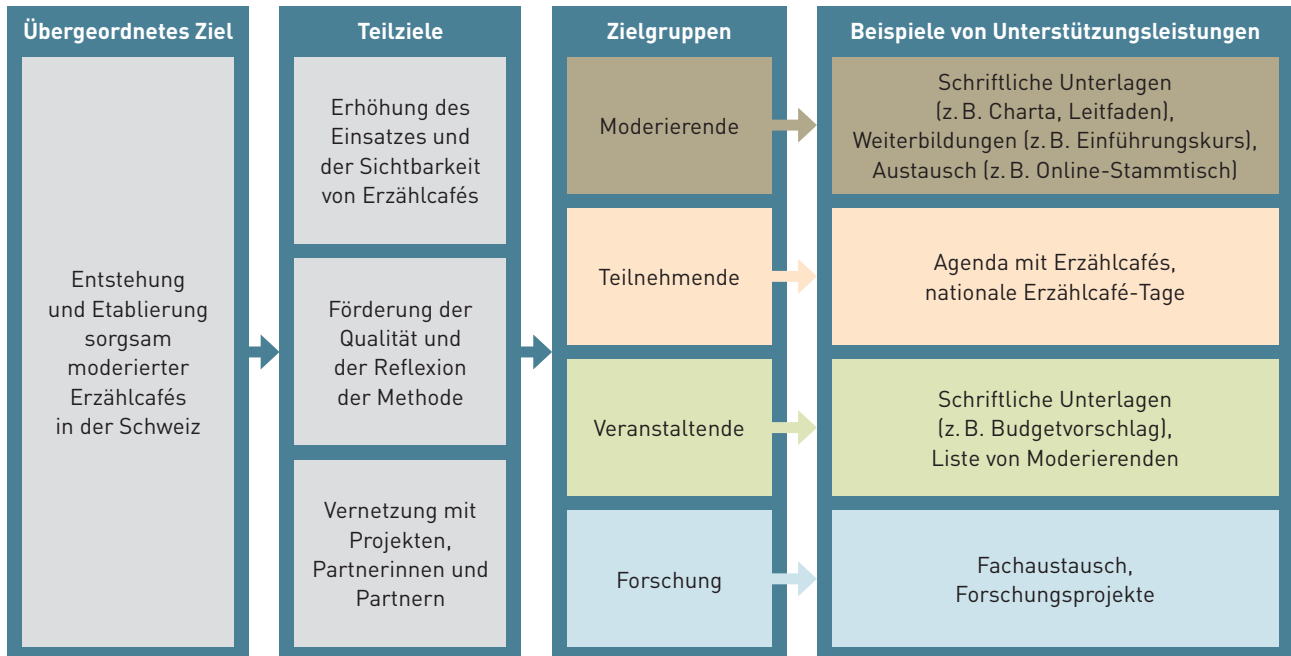 Übergeordnetes Ziel
Entstehung
und Etablierung
sorgsam
moderierter
Erzählcafés
in der Schweiz
Teilziele
Erhöhung des
Einsatzes und
der Sichtbarkeit
von Erzählcafés
Förderung der
Qualität und
der Reflexion
der Methode
Vernetzung mit
Projekten,
Partnerinnen und
Partnern
Zielgruppen
Moderierende
Teilnehmende
Veranstaltende
Forschung
Beispiele von Unterstützungsleistungen
Schriftliche Unterlagen
(z. B. Charta, Leitfaden),
Weiterbildungen (z. B. Einführungskurs),
Austausch (z. B. Online-Stammtisch)
Agenda mit Erzählcafés,
nationale Erzählcafé-Tage
Schriftliche Unterlagen
(z. B. Budgetvorschlag),
Liste von Moderierenden
Fachaustausch,
Forschungsprojekte